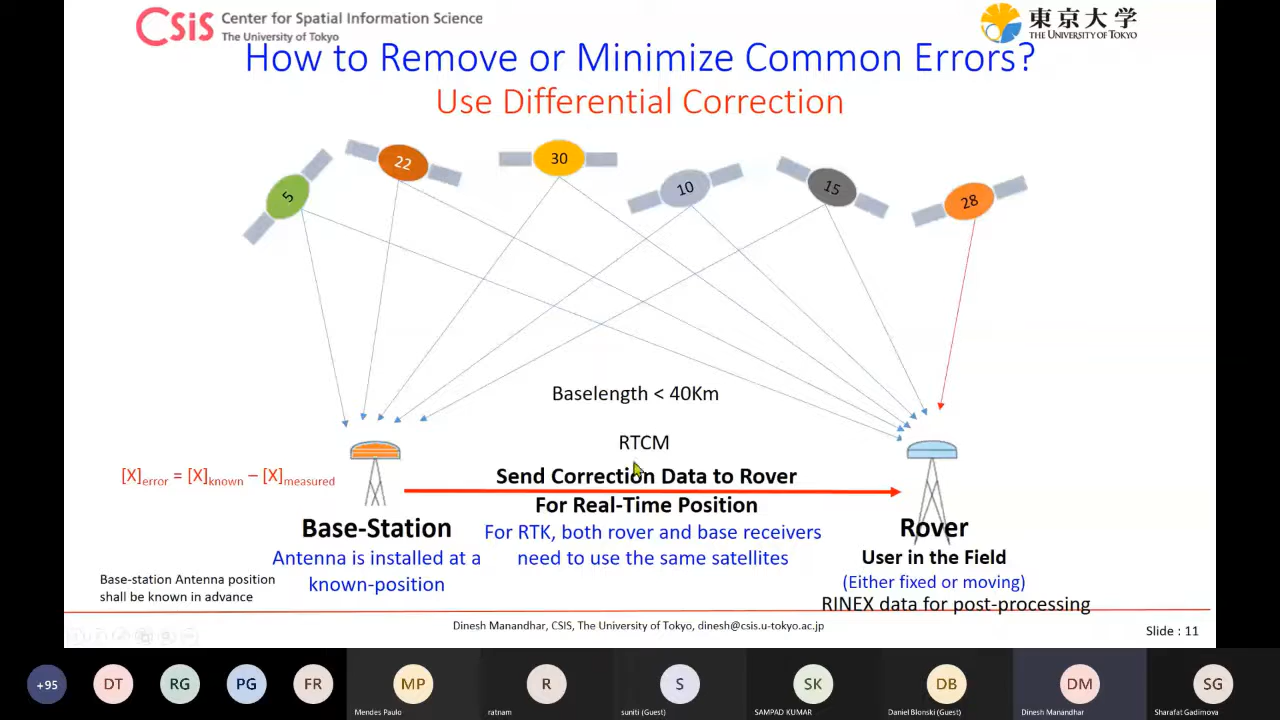 CSiS Center for Spatial Information Science
The University of Tokyo
東京大学
THE UNIVERSITY OF TOKYO
How to Remove or Minimize Common Errors?
Use Differential Correction
5
22
30
10
15
28
Baselength < 40Km
RTCM
Send Correction Data to Rover
For Real-Time Position
For RTK, both rover and base receivers
need to use the same satellites
[X]error = [X]known – [X]measured
Base-Station
Antenna is installed at a
known-position
Base-station Antenna position
shall be known in advance
Rover
User in the Field
(Either fixed or moving)
RINEX data for post-processing
Dinesh Manandhar, CSIS, The University of Tokyo, dinesh@csis.u-tokyo.ac.jp
Slide : 11
+95
DT
RG
PG
FR
MP
Mendes Paulo
R
ratnam
S
suniti (Guest)
SK
SAMPAD KUMAR
DB
Daniel Blonski (Guest)
DM
Dinesh Manandhar
SG
Sharafat Gadimova